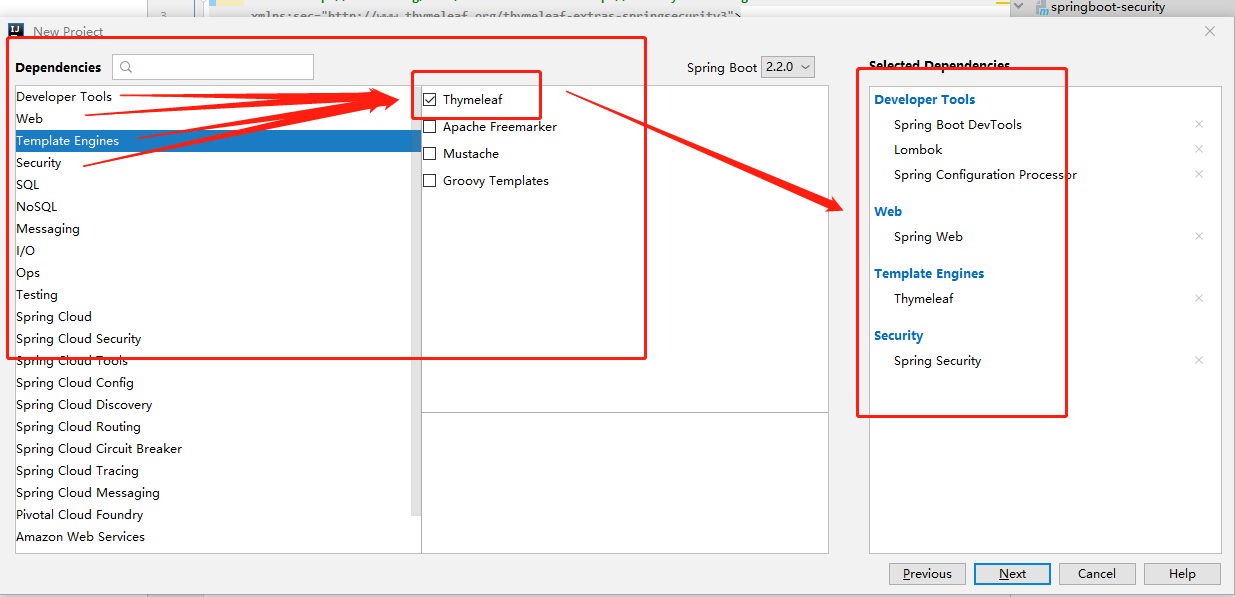 3
xmlns:sec="http://www.thymeleaf.org/thymeleaf-extras-springsecurity3">
springboot-security
New Project
Dependencies
Spring Boot 2.2.0
Selected Dependencies
Developer Tools
Web
Template Engines
Security
SQL
NoSQL
Messaging
I/O
Ops
Testing
Spring Cloud
Spring Cloud Security
Spring Cloud Tools
Spring Cloud Config
Spring Cloud Discovery
Spring Cloud Routing
Spring Cloud Circuit Breaker
Spring Cloud Tracing
Spring Cloud Messaging
Pivotal Cloud Foundry
Amazon Web Services
Thymeleaf
Apache Freemarker
Mustache
Groovy Templates
Developer Tools
Spring Boot DevTools
Lombok
Spring Configuration Processor
Web
Spring Web
Template Engines
Thymeleaf
Security
Spring Security
Previous
Next
Cancel
Help